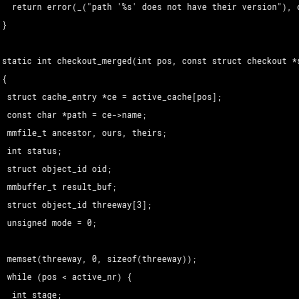 return error(_("path '%s' does not have their version"),
}

static int checkout_merged(int pos, const struct checkout
{
struct cache_entry *ce = active_cache[pos];
const char *path = ce->name;
mmfile_t ancestor, ours, theirs;
int status;
struct object_id oid;
mmbuffer_t result_buf;
struct object_id threeway[3];
unsigned mode = 0;

memset(threeway, 0, sizeof(threeway));
while (pos < active_nr) {
int stage;